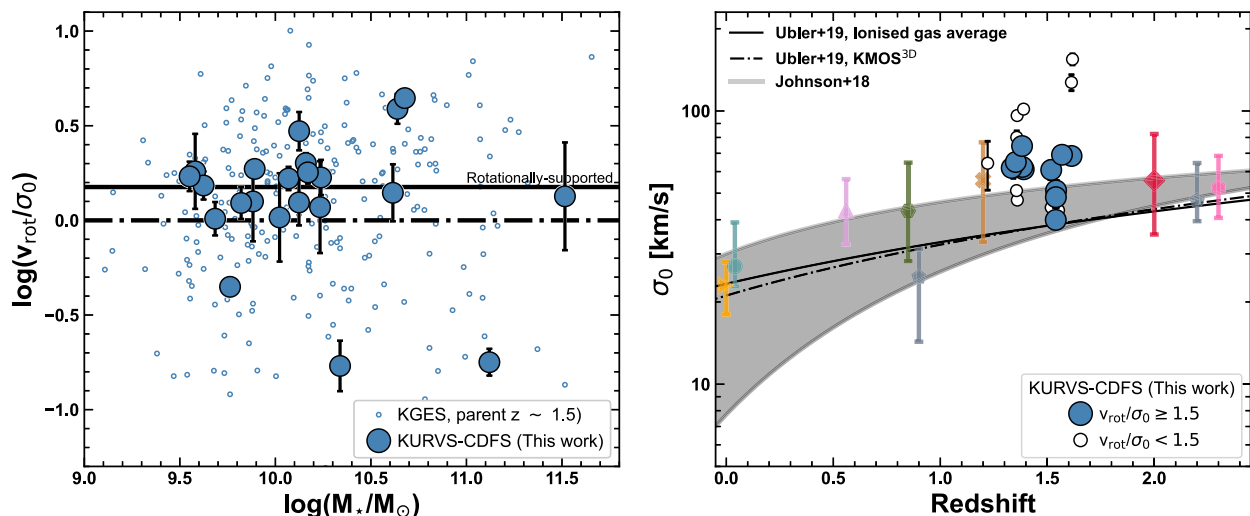 1.0
0.5
0.0
−0.5
−1.0
log(v_rot/σ_0)
Rotationally-supported
KGES, parent z ∼ 1.5)
KURVS-CDFS (This work)
9.0 9.5 10.0 10.5 11.0 11.5
log(M⋆/M⊙)
Ubler+19, Ionised gas average
Ubler+19, KMOS^3D
Johnson+18
100
10
σ_0 [km/s]
KURVS-CDFS (This work)
v_rot/σ_0 ≥ 1.5
v_rot/σ_0 < 1.5
0.0 0.5 1.0 1.5 2.0
Redshift